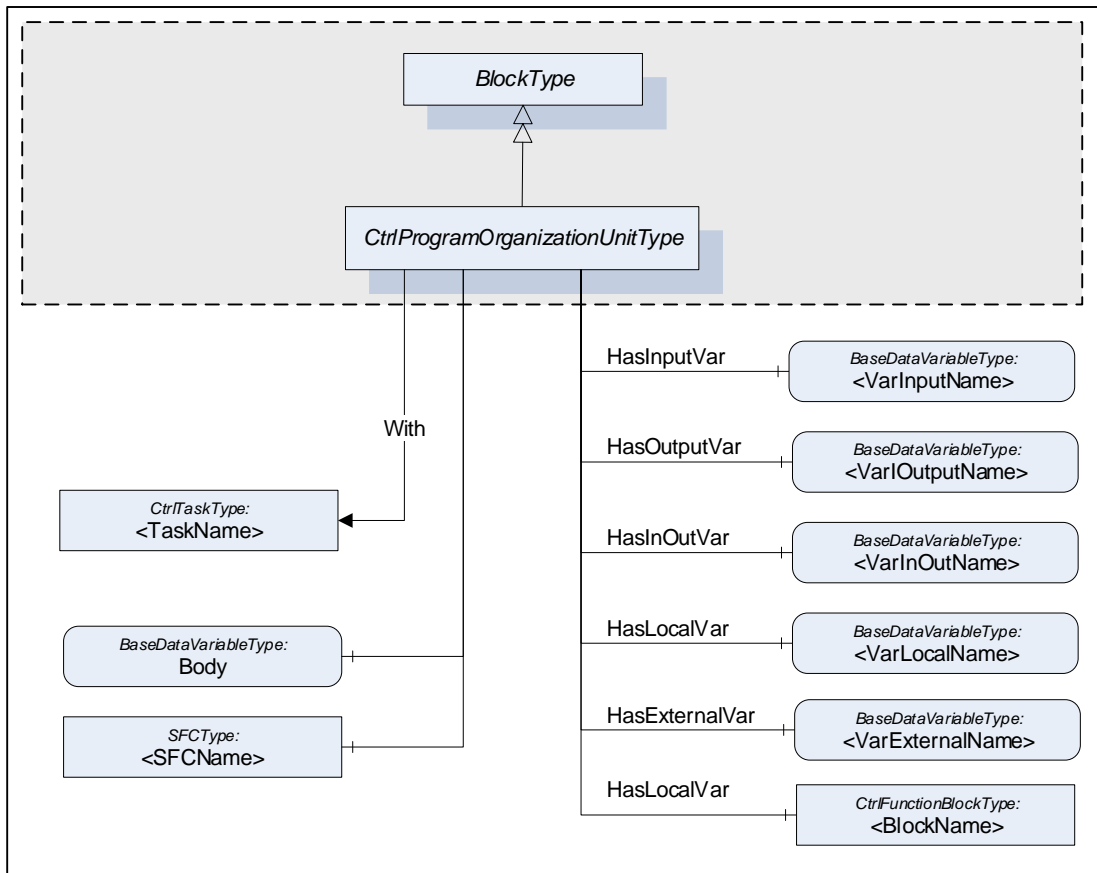 BlockType
CtrlProgramOrganizationUnitType
HasInputVar
BaseDataVariableType:
<VarInputName>
With
HasOutputVar
BaseDataVariableType:
<VarIOutputName>
CtrlTaskType:
<TaskName>
HasInOutVar
BaseDataVariableType:
<VarInOutName>
BaseDataVariableType:
Body
HasLocalVar
BaseDataVariableType:
<VarLocalName>
SFCType:
<SFCName>
HasExternalVar
BaseDataVariableType:
<VarExternalName>
HasLocalVar
CtrlFunctionBlockType:
<BlockName>